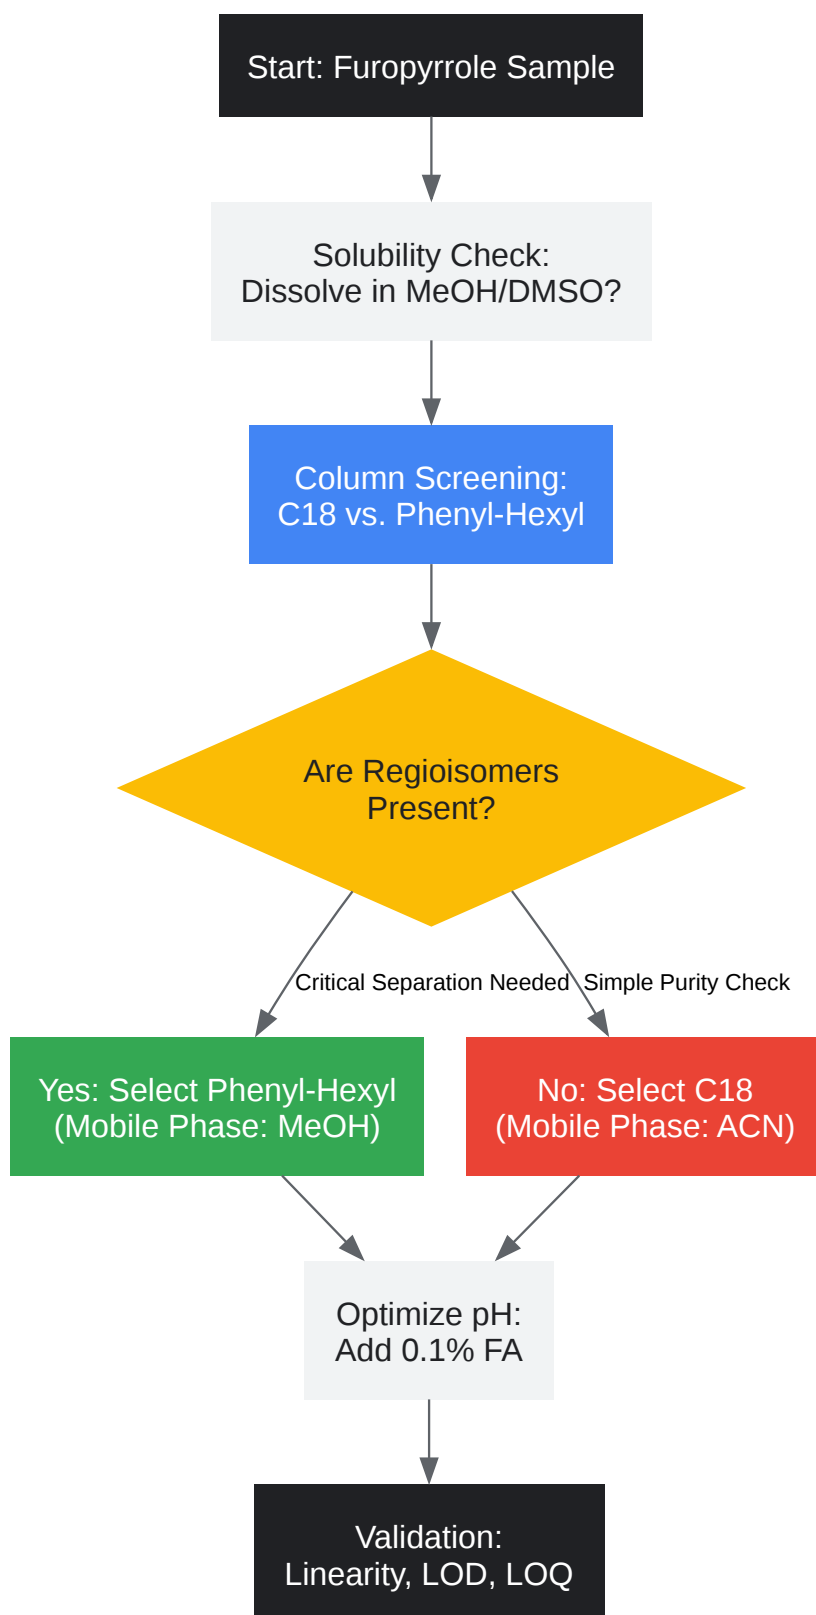 Start: Furopyrrole Sample
Solubility Check:
Dissolve in MeOH/DMSO?
Column Screening:
C18 vs. Phenyl-Hexyl
Are Regioisomers
Present?
Critical Separation Needed
Simple Purity Check
Yes: Select Phenyl-Hexyl
(Mobile Phase: MeOH)
No: Select C18
(Mobile Phase: ACN)
Optimize pH:
Add 0.1% FA
Validation:
Linearity, LOD, LOQ